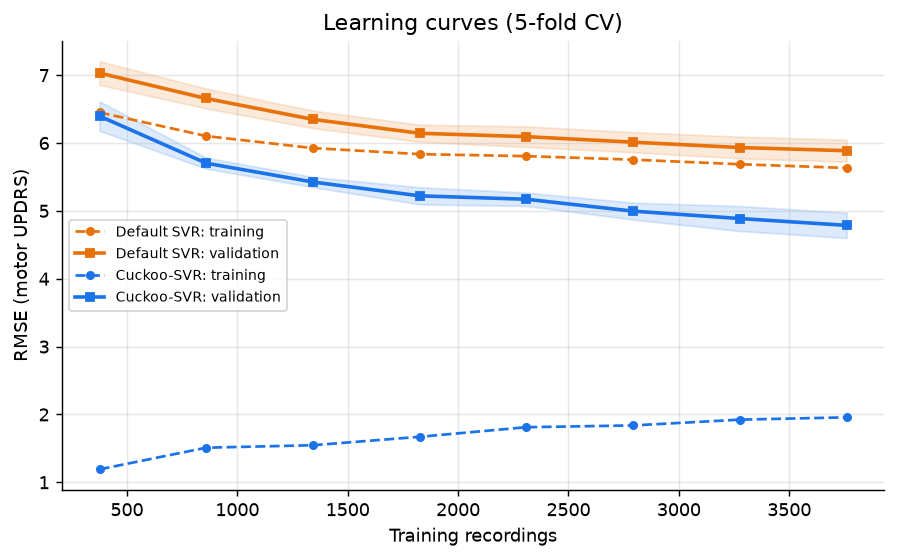 Learning curves (5-fold CV)
RMSE (motor UPDRS)
7
6
5
4
3
2
1
Default SVR: training
Default SVR: validation
Cuckoo-SVR: training
Cuckoo-SVR: validation
500 1000 1500 2000 2500 3000 3500
Training recordings